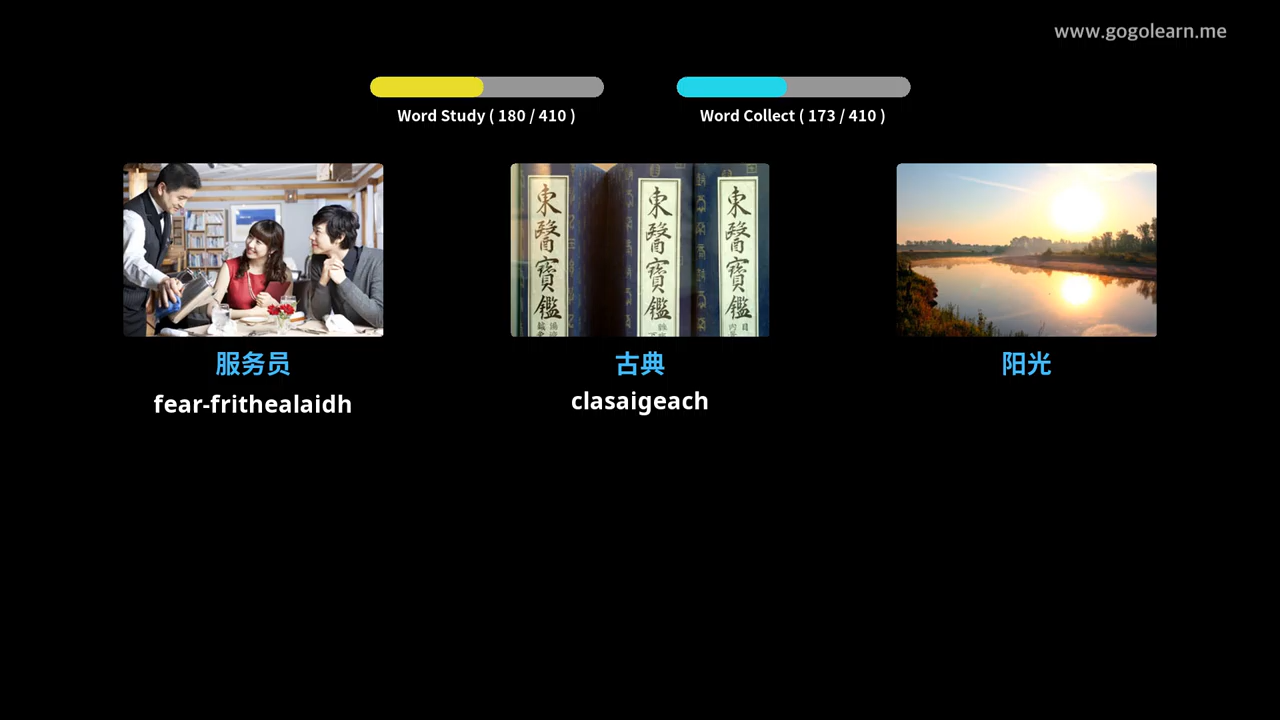 www.gogolearn.me
Word Study ( 180 / 410 )
Word Collect ( 173 / 410 )
東醫寶鑑
東醫寶鑑
東醫寶鑑
服务员
古典
阳光
fear-frithealaidh
clasaigeach